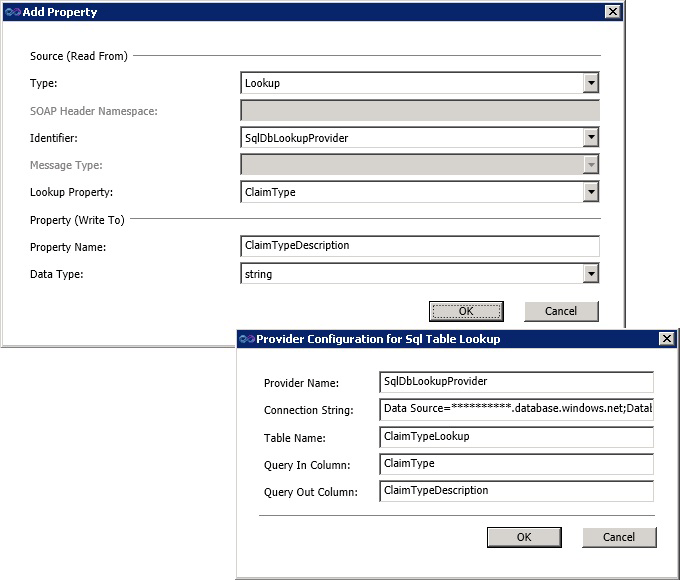 Add Property
Source (Read From)
Type: Lookup
SOAP Header Namespace:
Identifier: SqlDbLookupProvider
Message Type:
Lookup Property: ClaimType
Property (Write To)
Property Name: ClaimTypeDescription
Data Type: string
OK Cancel
Provider Configuration for Sql Table Lookup
Provider Name: SqlDbLookupProvider
Connection String: Data Source=**********.database.windows.net;Datab
Table Name: ClaimTypeLookup
Query In Column: ClaimType
Query Out Column: ClaimTypeDescription
OK Cancel